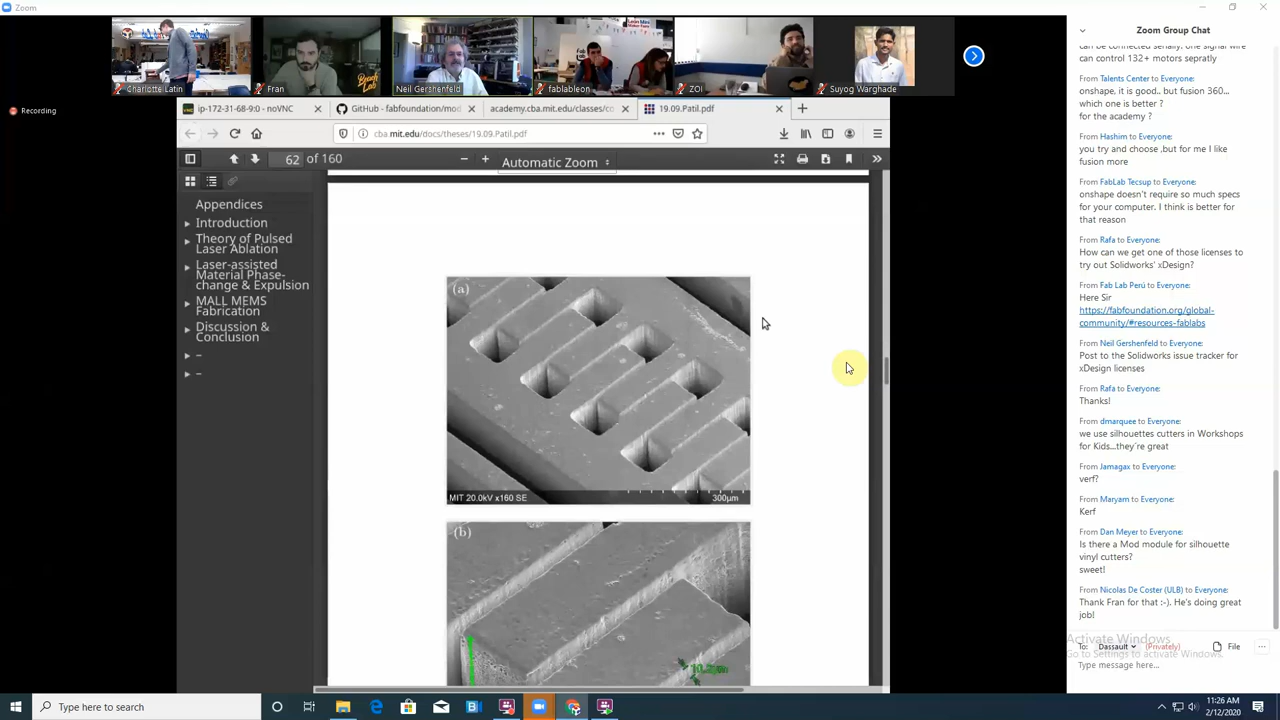 Zoom
Charlotte Latin
Fran
Neil Gershenfeld
fablableon
ZOI
Suyog Warghade
Recording
ip-172-31-68-9:0 - noVNC
GitHub - fabfoundation/mod
academy.cba.mit.edu/classes/co
19.09.Patil.pdf
cba.mit.edu/docs/theses/19.09.Patil.pdf
62 of 160
Automatic Zoom
Appendices
Introduction
Theory of Pulsed
Laser Ablation
Laser-assisted
Material Phase-
change & Expulsion
MALL MEMS
Fabrication
Discussion &
Conclusion
–
–
(a)
MIT 20.0kV x160 SE 300µm
(b)
Zoom Group Chat
can be connected serially. one signal wire
can control 132+ motors sepratly
From Talents Center to Everyone:
onshape, it is good.. but fusion 360...
which one is better ?
for the academy ?
From Hashim to Everyone:
you try and choose ,but for me I like
fusion more
From FabLab Tecsup to Everyone:
onshape doesn't require so much specs
for your computer. I think is better for
that reason
From Rafa to Everyone:
How can we get one of those licenses to
try out Solidworks' xDesign?
From Fab Lab Perú to Everyone:
Here Sir
https://fabfoundation.org/global-
community/#resources-fablabs
From Neil Gershenfeld to Everyone:
Post to the Solidworks issue tracker for
xDesign licenses
From Rafa to Everyone:
Thanks!
From dmarquee to Everyone:
we use silhouettes cutters in Workshops
for Kids...they´re great
From Jamagax to Everyone:
verf?
From Maryam to Everyone:
Kerf
From Dan Meyer to Everyone:
Is there a Mod module for silhouette
vinyl cutters?
sweet!
From Nicolas De Coster (ULB) to Everyone:
Thank Fran for that :-). He's doing great
job!
Activate Windows
Go to Settings to activate Windows.
To: Dassault (Privately) File
Type message here...
Type here to search
11:26 AM
2/12/2020